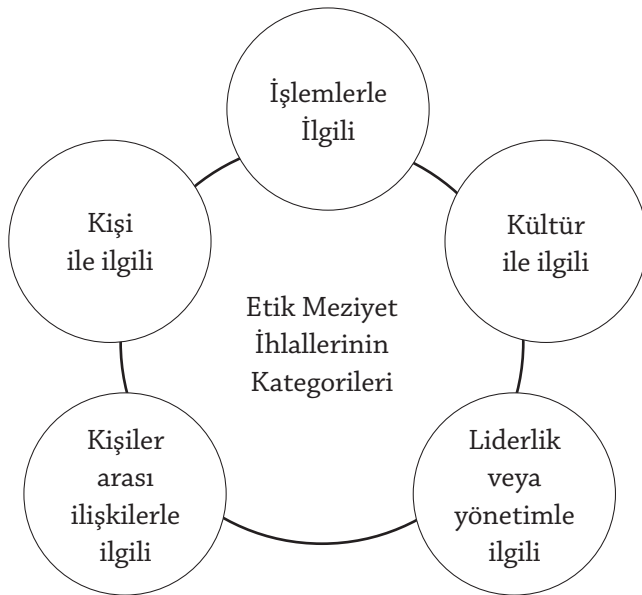 İşlemlerle
İlgili
Kişi
ile ilgili
Kültür
ile ilgili
Etik Meziyet
İhlallerinin
Kategorileri
Kişiler
arası
ilişkilerle
ilgili
Liderlik
veya
yönetimle
ilgili